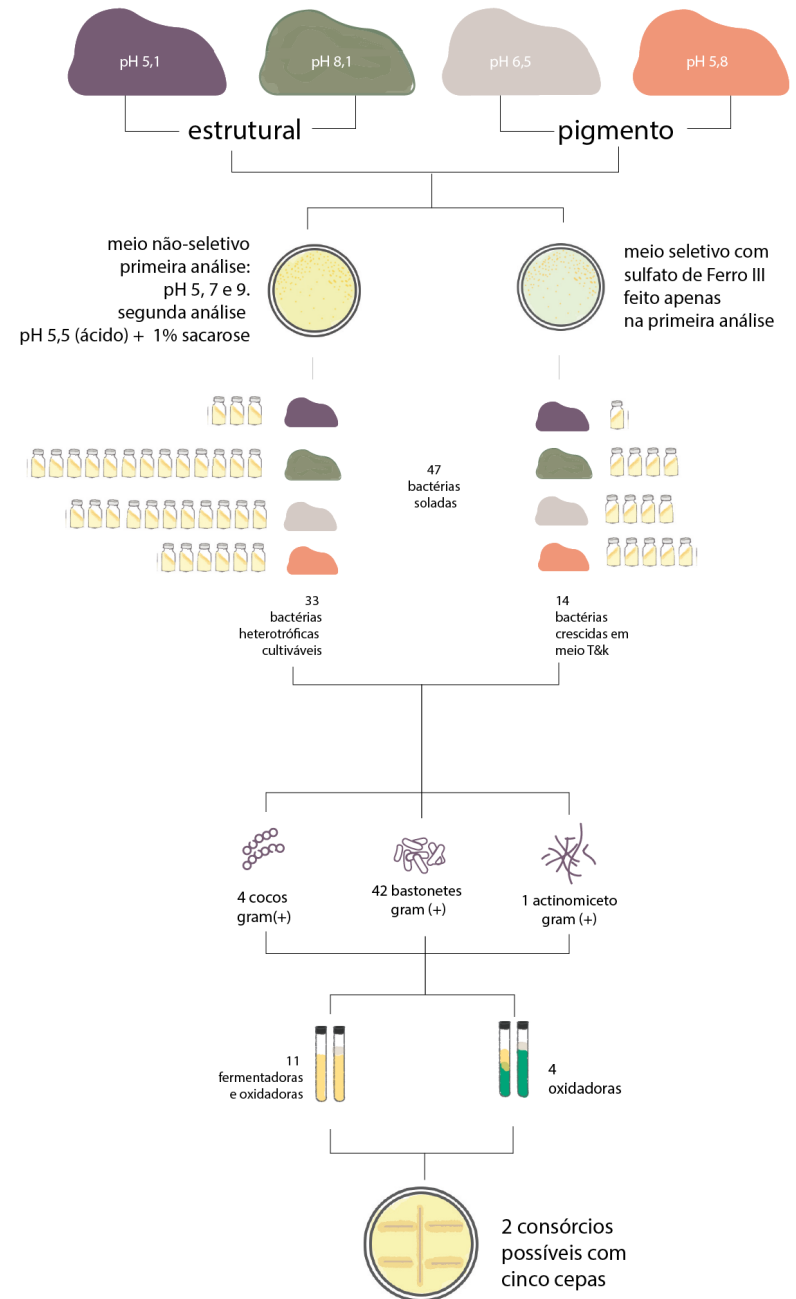 pH 5,1
pH 8,1
pH 6,5
pH 5,8
estrutural
pigmento
meio não-seletivo
primeira análise:
pH 5, 7 e 9.
segunda análise
pH 5,5 (ácido) + 1% sacarose
meio seletivo com
sulfato de Ferro III
feito apenas
na primeira análise
47
bactérias
soladas
33
bactérias
heterotróficas
cultiváveis
14
bactérias
crescidas em
meio T&k
4 cocos
gram(+)
42 bastonetes
gram (+)
1 actinomiceto
gram (+)
11
fermentadoras
e oxidadoras
4
oxidadoras
2 consórcios
possíveis com
cinco cepas